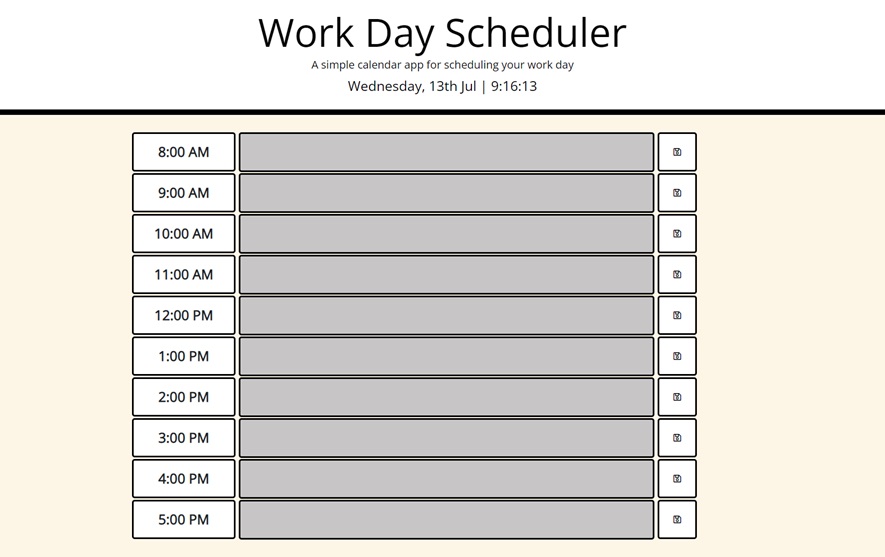 Work Day Scheduler
A simple calendar app for scheduling your work day
Wednesday, 13th Jul | 9:16:13
8:00 AM
9:00 AM
10:00 AM
11:00 AM
12:00 PM
1:00 PM
2:00 PM
3:00 PM
4:00 PM
5:00 PM